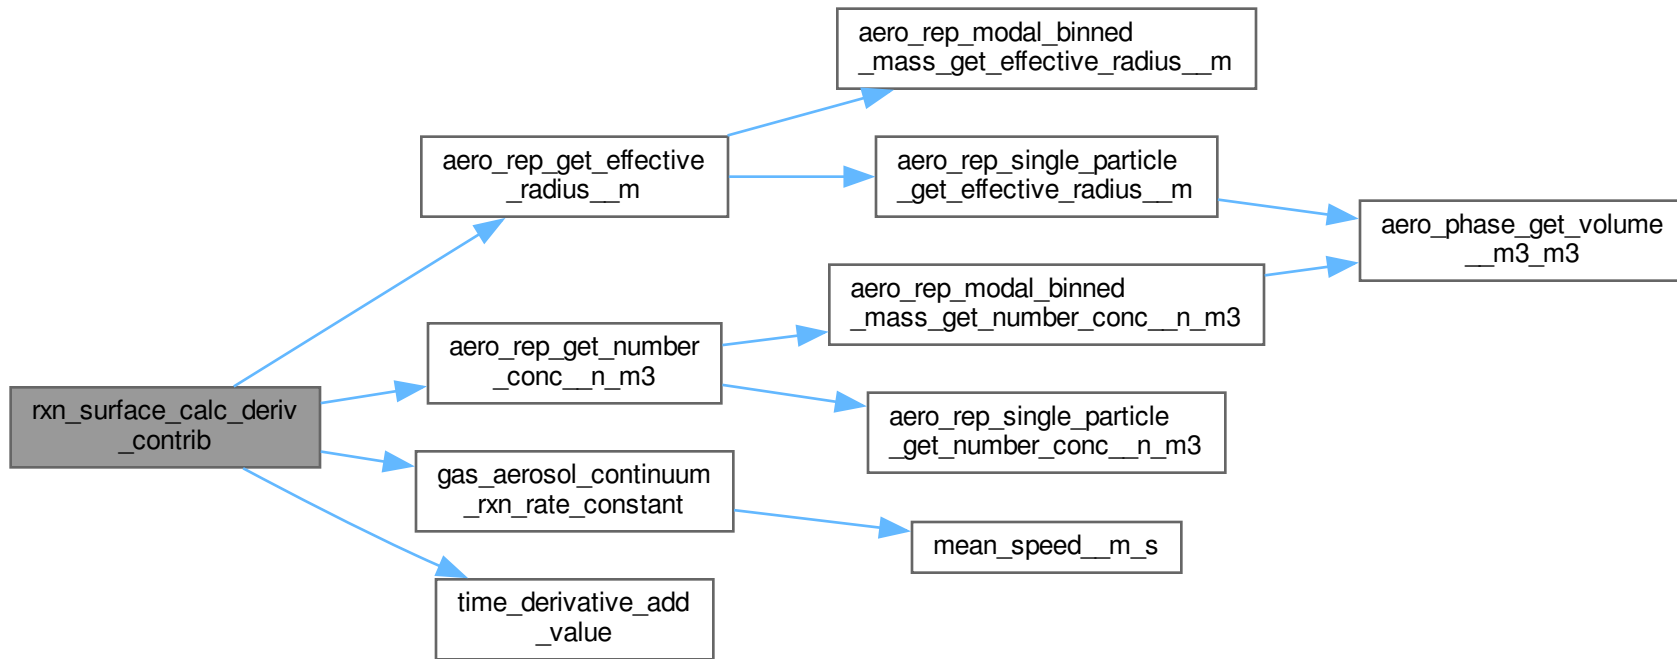 rxn_surface_calc_deriv
_contrib
aero_rep_get_effective
_radius__m
aero_rep_get_number
_conc__n_m3
gas_aerosol_continuum
_rxn_rate_constant
time_derivative_add
_value
aero_rep_modal_binned
_mass_get_effective_radius__m
aero_rep_single_particle
_get_effective_radius__m
aero_rep_modal_binned
_mass_get_number_conc__n_m3
aero_rep_single_particle
_get_number_conc__n_m3
mean_speed__m_s
aero_phase_get_volume
__m3_m3